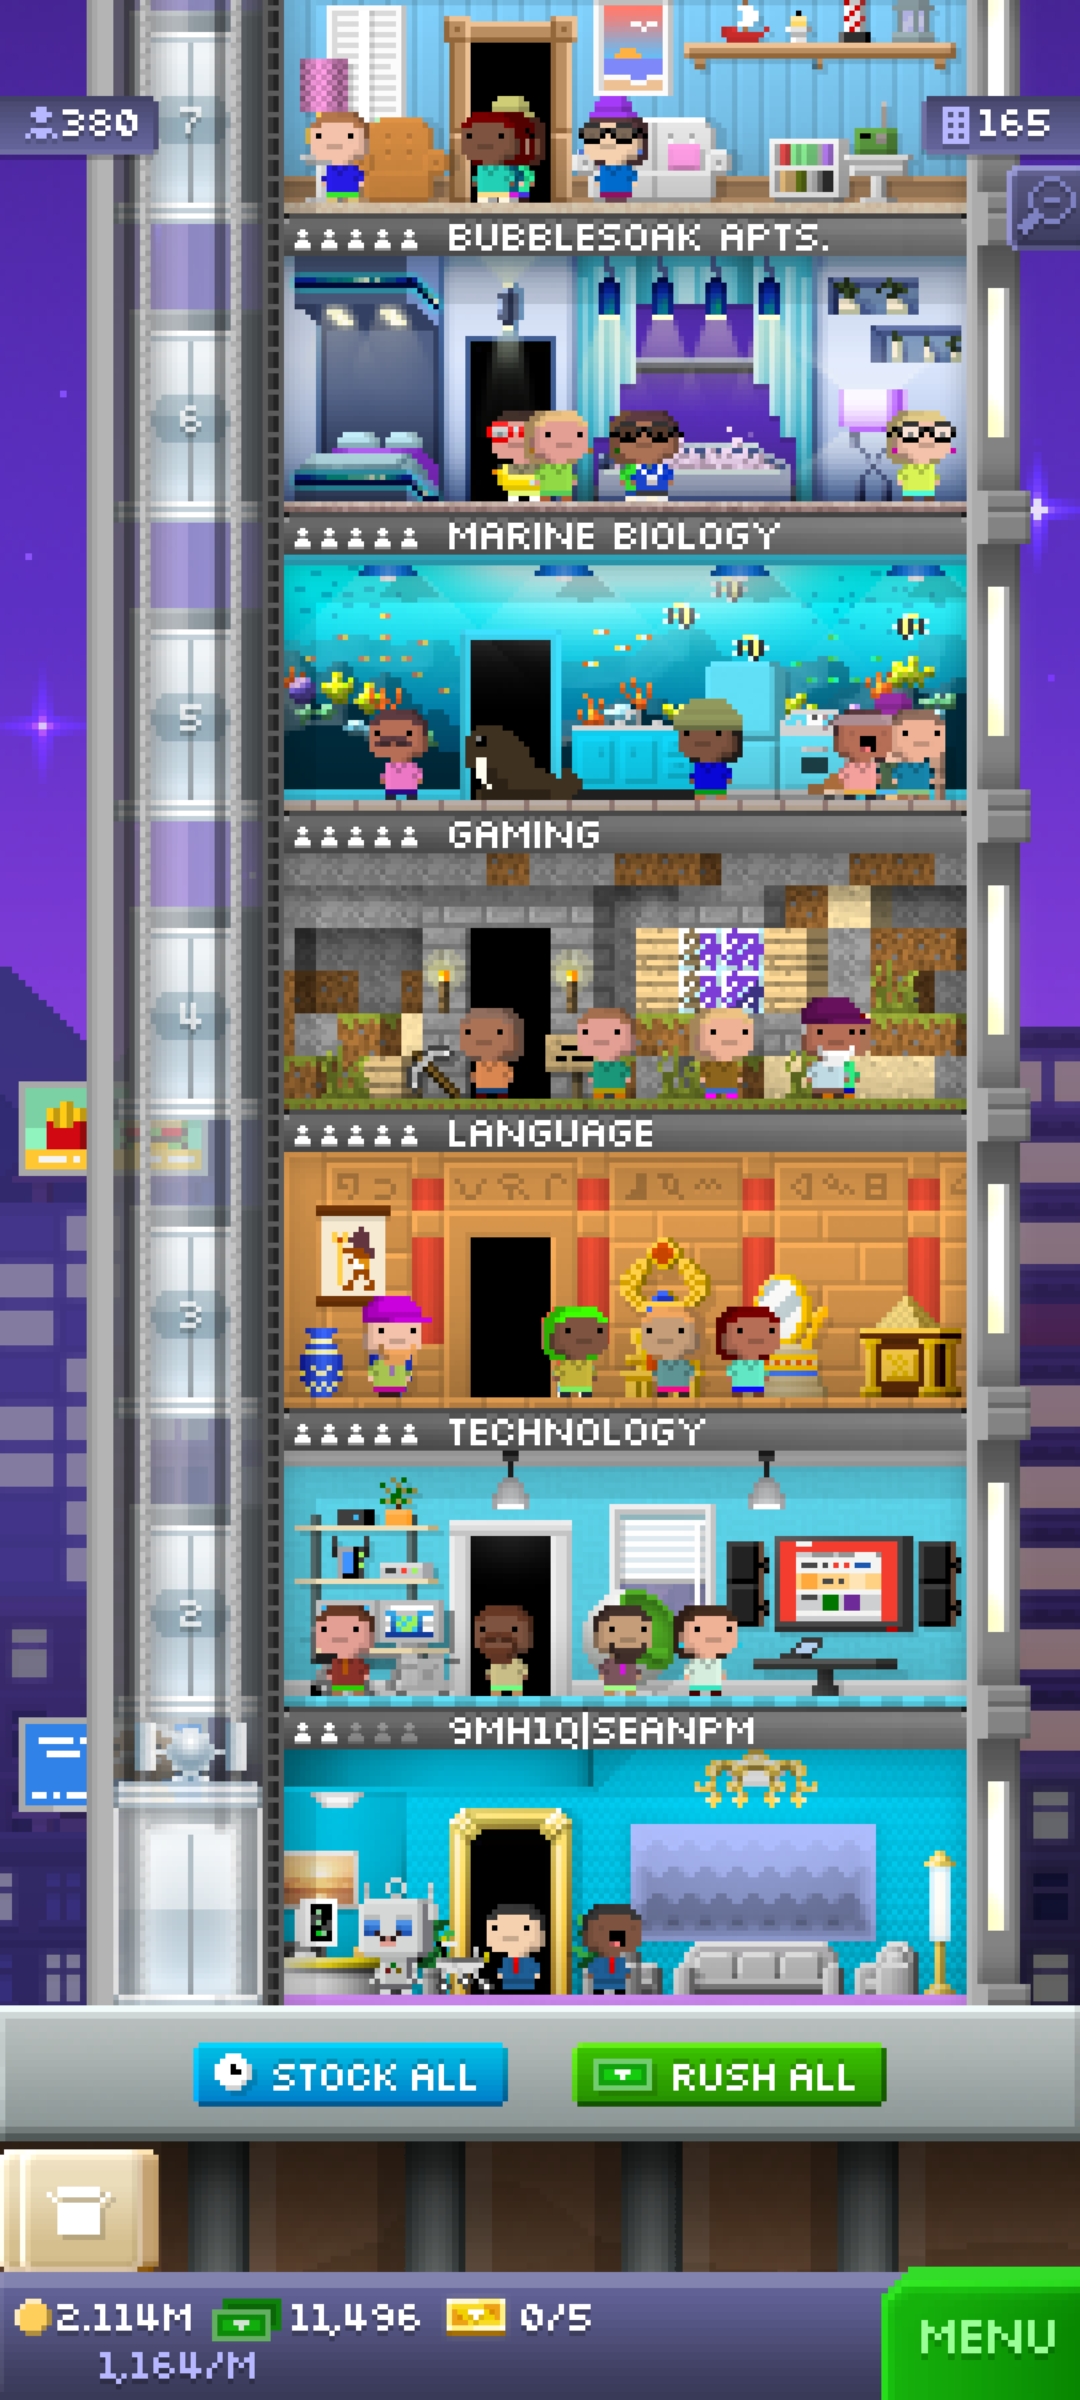 7
380
165
BUBBLESOAK APTS.
6
MARINE BIOLOGY
5
GAMING
4
LANGUAGE
3
TECHNOLOGY
2
9MH1Q|SEANPM
STOCK ALL
RUSH ALL
2.114M 11,496 0/5
1,164/M
MENU